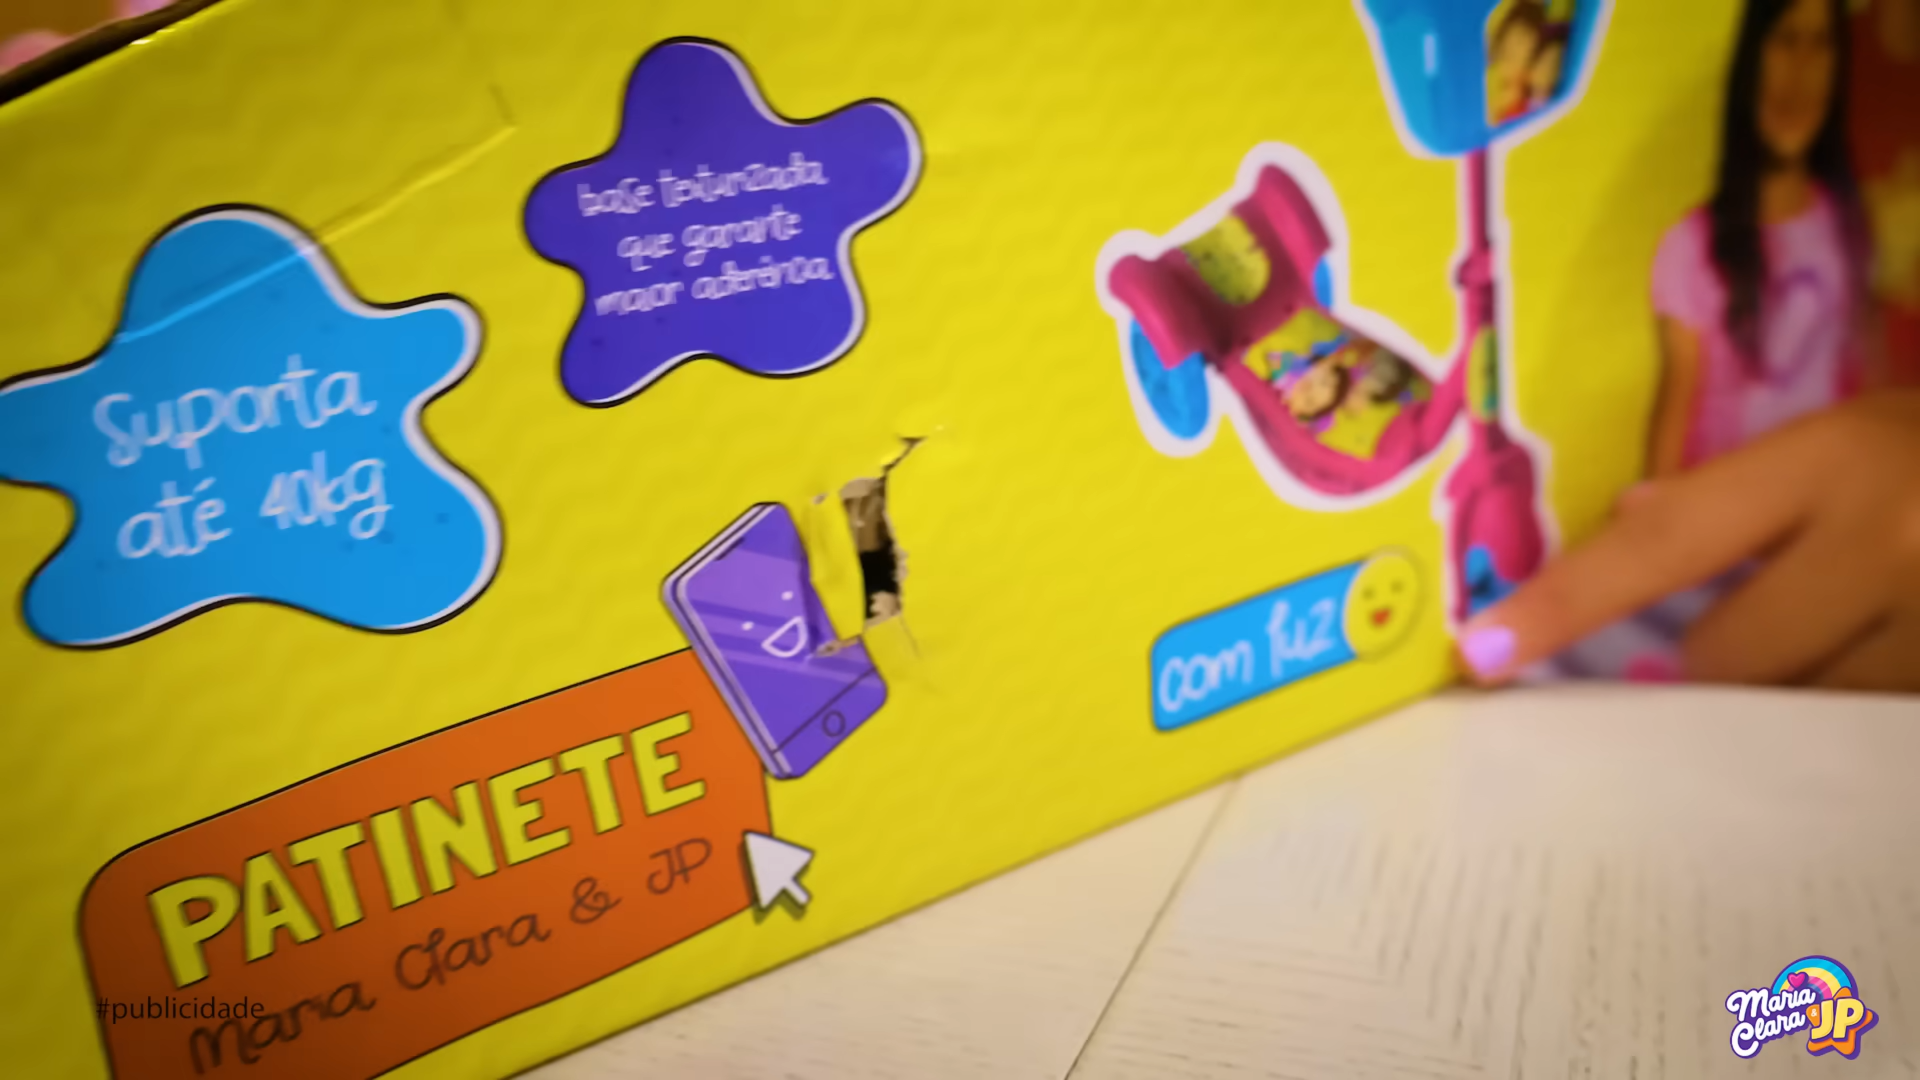 base texturizada
que garante
maior aderência
Suporta
até 40kg
com luz
PATINETE
Maria Clara & JP
#publicidade
Maria
Clara & JP